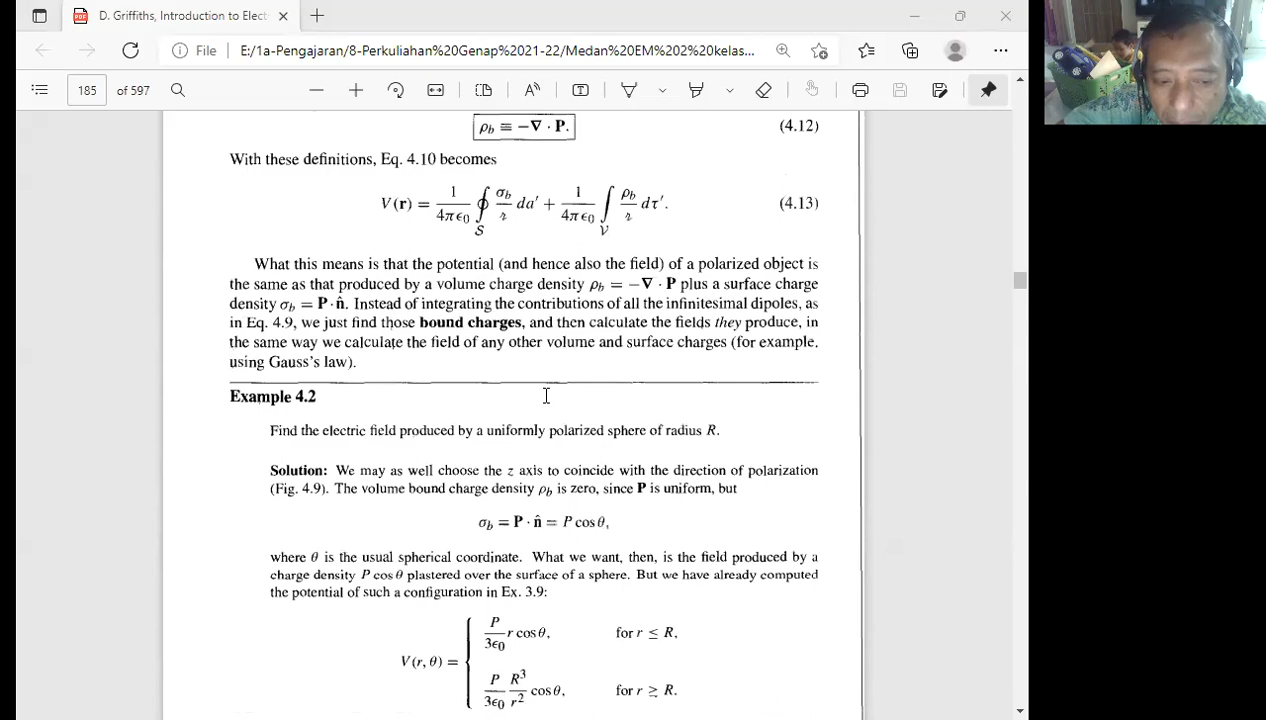 D. Griffiths, Introduction to Elect
File E:/1a-Pengajaran/8-Perkuliahan%20Genap%2021-22/Medan%20EM%202%20kelas...
185 of 597
ρb ≡ −∇ · P. (4.12)
With these definitions, Eq. 4.10 becomes
V(r) = 1/4πϵ0 ∮S σb/𝓇 da′ + 1/4πϵ0 ∫V ρb/𝓇 dτ′. (4.13)
What this means is that the potential (and hence also the field) of a polarized object is
the same as that produced by a volume charge density ρb = −∇ · P plus a surface charge
density σb = P · n̂. Instead of integrating the contributions of all the infinitesimal dipoles, as
in Eq. 4.9, we just find those bound charges, and then calculate the fields they produce, in
the same way we calculate the field of any other volume and surface charges (for example,
using Gauss's law).
Example 4.2
Find the electric field produced by a uniformly polarized sphere of radius R.
Solution: We may as well choose the z axis to coincide with the direction of polarization
(Fig. 4.9). The volume bound charge density ρb is zero, since P is uniform, but
σb = P · n̂ = P cos θ,
where θ is the usual spherical coordinate. What we want, then, is the field produced by a
charge density P cos θ plastered over the surface of a sphere. But we have already computed
the potential of such a configuration in Ex. 3.9:
V(r, θ) = { P/3ϵ0 r cos θ, for r ≤ R,
P/3ϵ0 R³/r² cos θ, for r ≥ R.